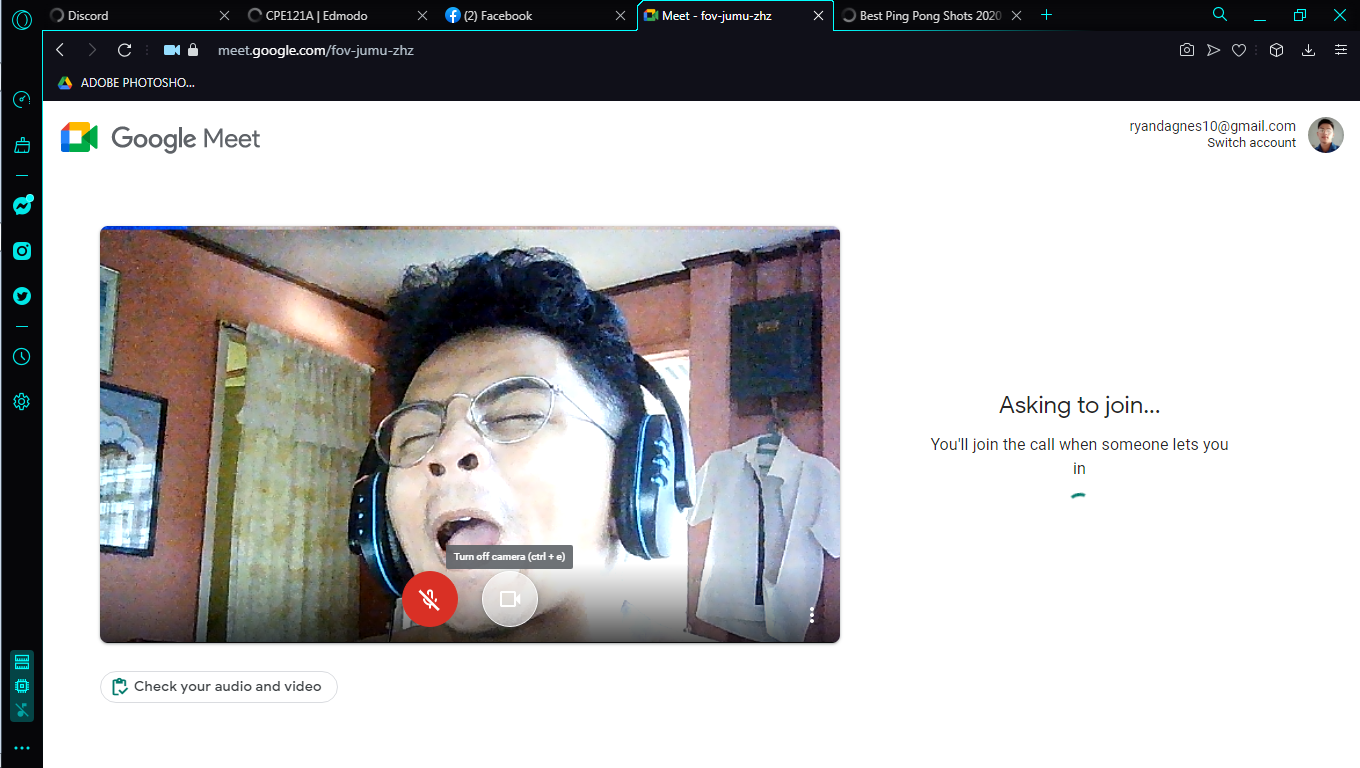 Discord
CPE121A | Edmodo
(2) Facebook
Meet - fov-jumu-zhz
Best Ping Pong Shots 2020
meet.google.com/fov-jumu-zhz
ADOBE PHOTOSHO...
Google Meet
ryandagnes10@gmail.com
Switch account
Asking to join...
You'll join the call when someone lets you
in
Turn off camera (ctrl + e)
Check your audio and video